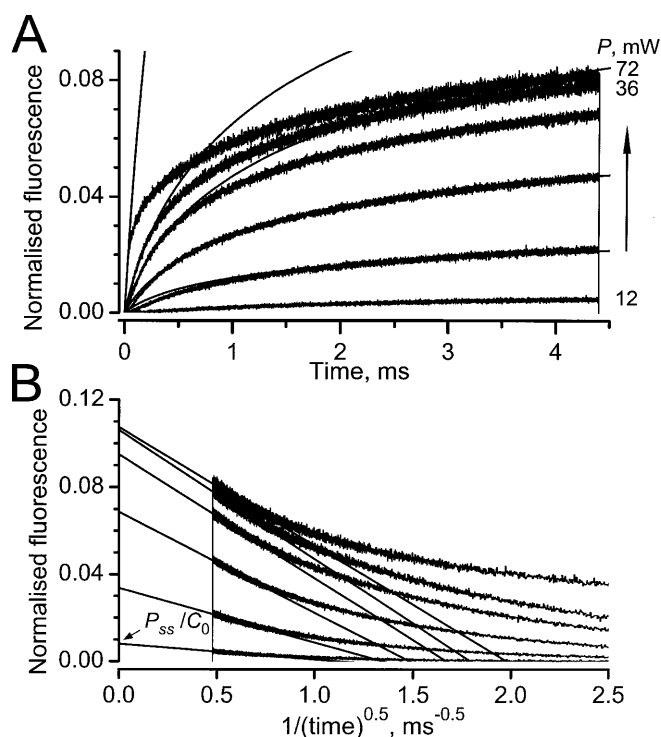 A
P, mW
72
36
12
Normalised fluorescence
0.08
0.04
0.00
0 1 2 3 4
Time, ms
B
Normalised fluorescence
0.12
0.08
0.04
0.00
Pss/C0
0.0 0.5 1.0 1.5 2.0 2.5
1/(time)^0.5, ms^-0.5